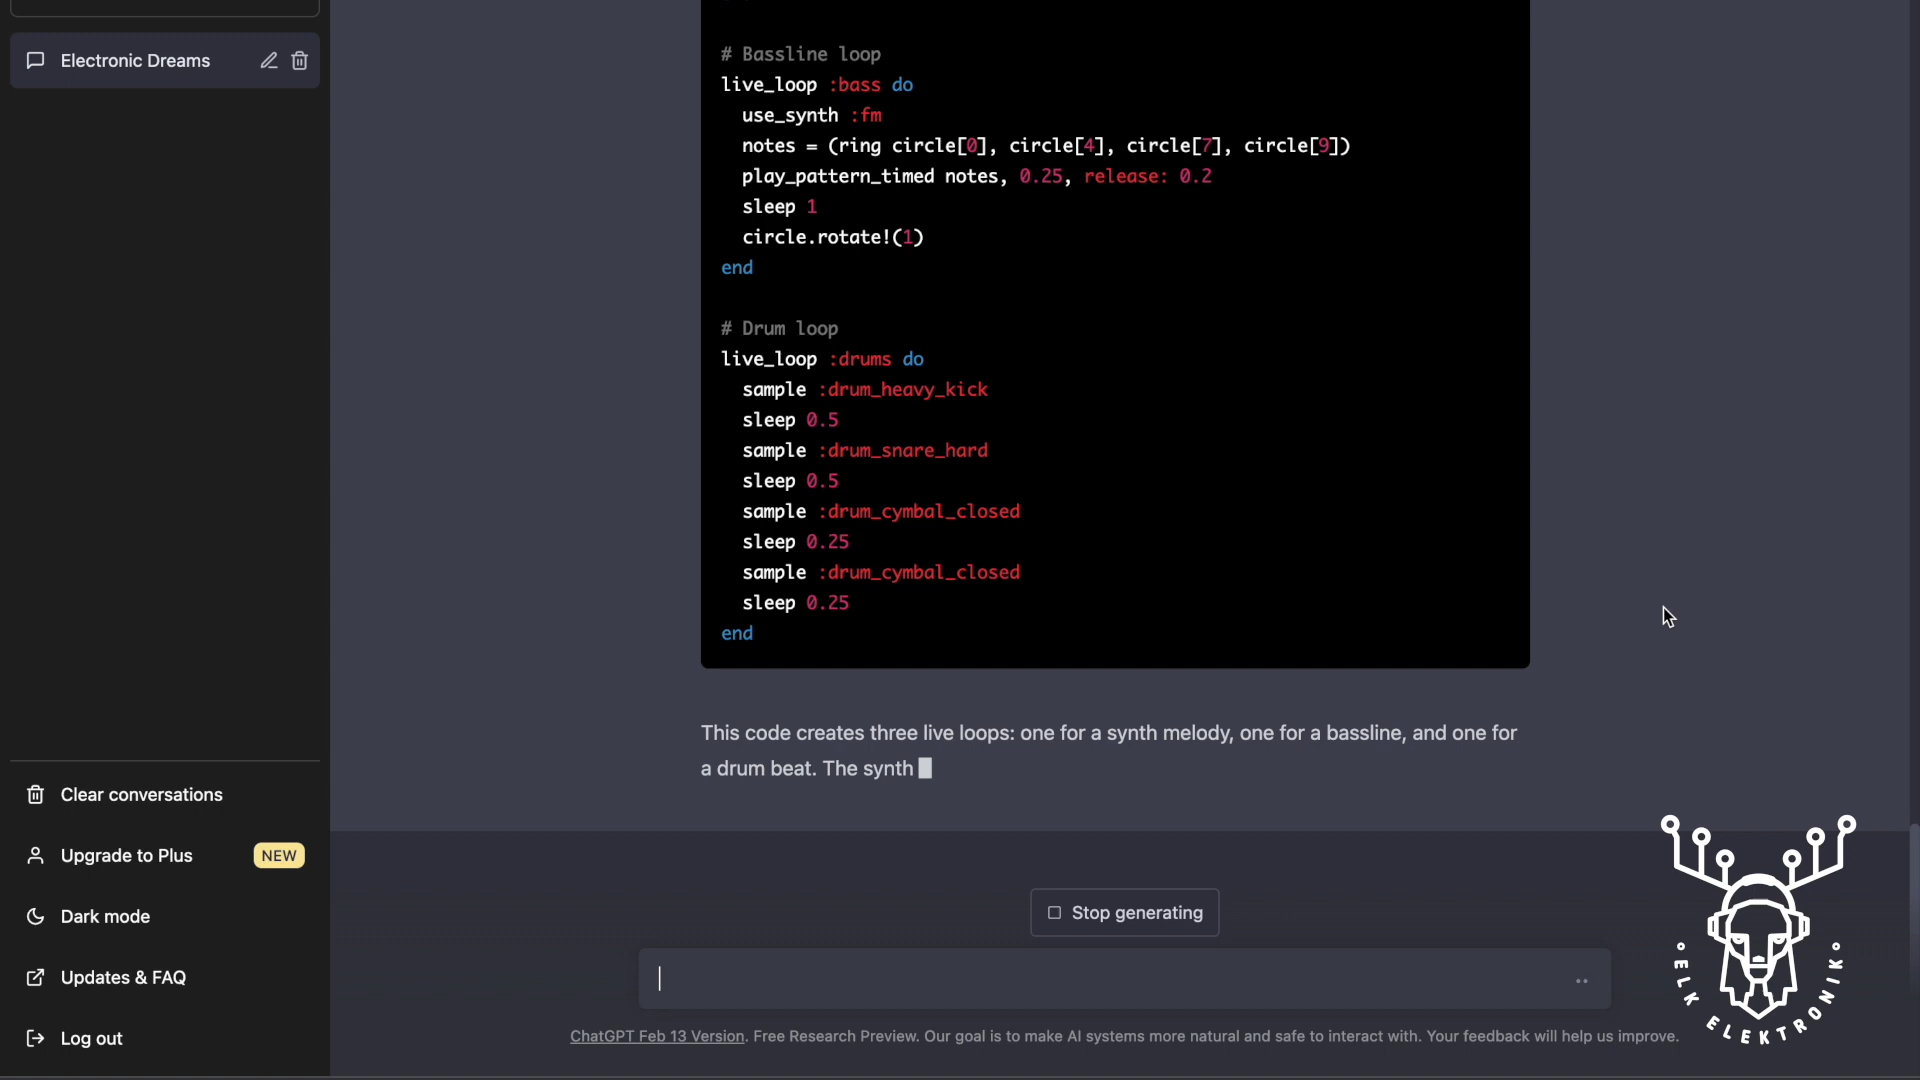 Electronic Dreams
# Bassline loop
live_loop :bass do
use_synth :fm
notes = (ring circle[0], circle[4], circle[7], circle[9])
play_pattern_timed notes, 0.25, release: 0.2
sleep 1
circle.rotate!(1)
end
# Drum loop
live_loop :drums do
sample :drum_heavy_kick
sleep 0.5
sample :drum_snare_hard
sleep 0.5
sample :drum_cymbal_closed
sleep 0.25
sample :drum_cymbal_closed
sleep 0.25
end
This code creates three live loops: one for a synth melody, one for a bassline, and one for
a drum beat. The synth
Clear conversations
Upgrade to Plus NEW
Dark mode
Updates & FAQ
Log out
Stop generating
ChatGPT Feb 13 Version. Free Research Preview. Our goal is to make AI systems more natural and safe to interact with. Your feedback will help us improve.
ELK ELEKTRONIK